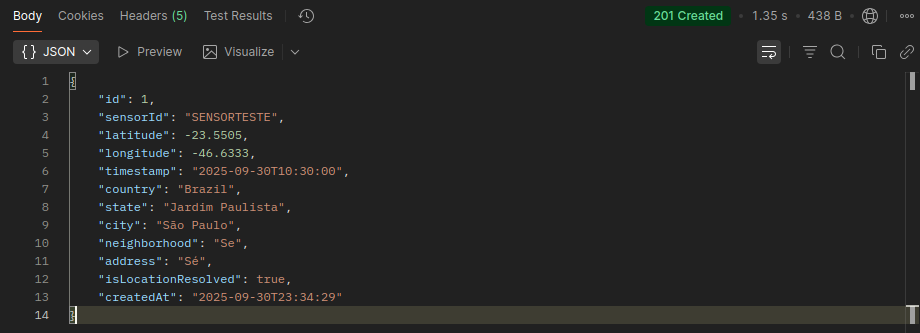 Body Cookies Headers (5) Test Results 201 Created • 1.35 s • 438 B
{} JSON Preview Visualize
1 {
2 "id": 1,
3 "sensorId": "SENSORTESTE",
4 "latitude": -23.5505,
5 "longitude": -46.6333,
6 "timestamp": "2025-09-30T10:30:00",
7 "country": "Brazil",
8 "state": "Jardim Paulista",
9 "city": "São Paulo",
10 "neighborhood": "Se",
11 "address": "Sé",
12 "isLocationResolved": true,
13 "createdAt": "2025-09-30T23:34:29"
14 }